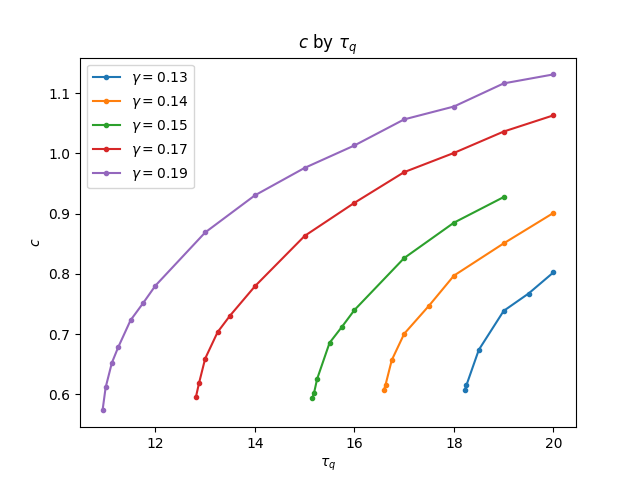 c by τq
γ = 0.13
γ = 0.14
γ = 0.15
γ = 0.17
γ = 0.19
1.1
1.0
0.9
0.8
0.7
0.6
c
12 14 16 18 20
τq